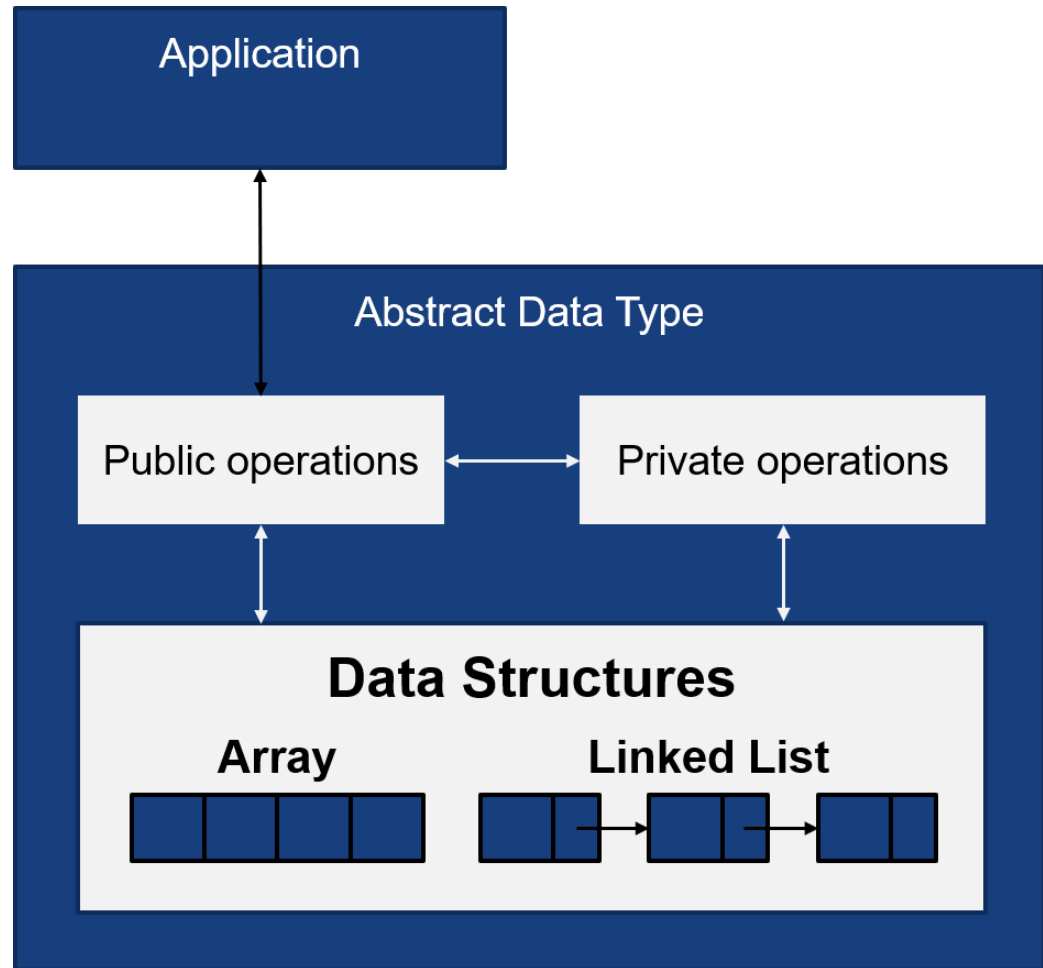 Application
Abstract Data Type
Public operations
Private operations
Data Structures
Array
Linked List